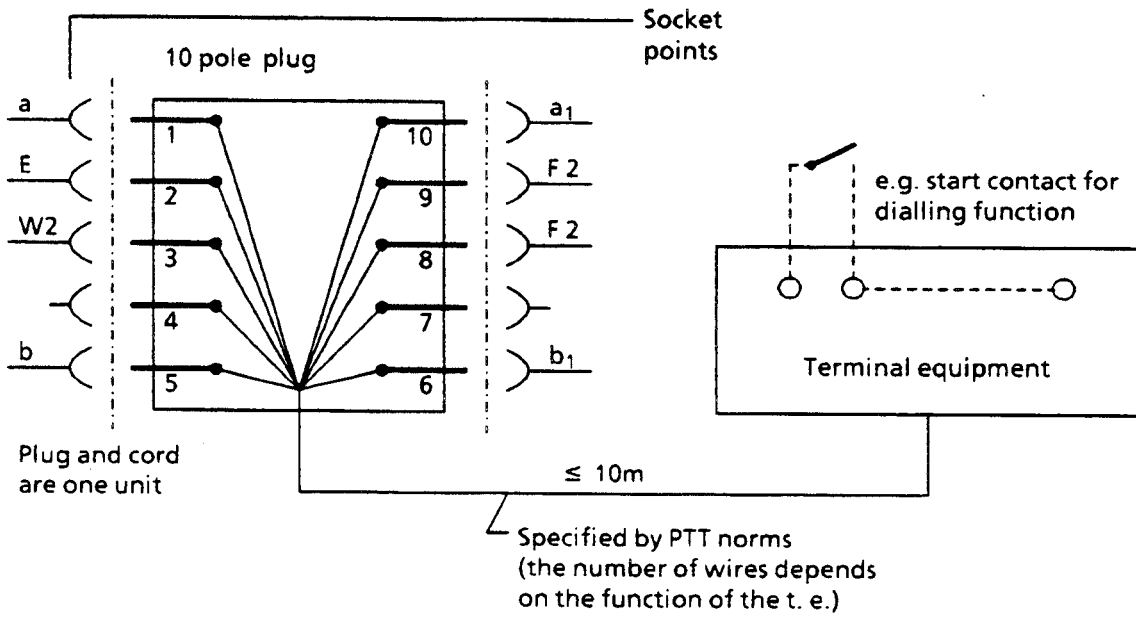 Socket
points
10 pole plug
a
1
10
a1
E
2
9
F 2
W2
3
8
F 2
e.g. start contact for
dialling function
4
7
b
5
6
b1
Terminal equipment
Plug and cord
are one unit
≤ 10m
Specified by PTT norms
(the number of wires depends
on the function of the t. e.)